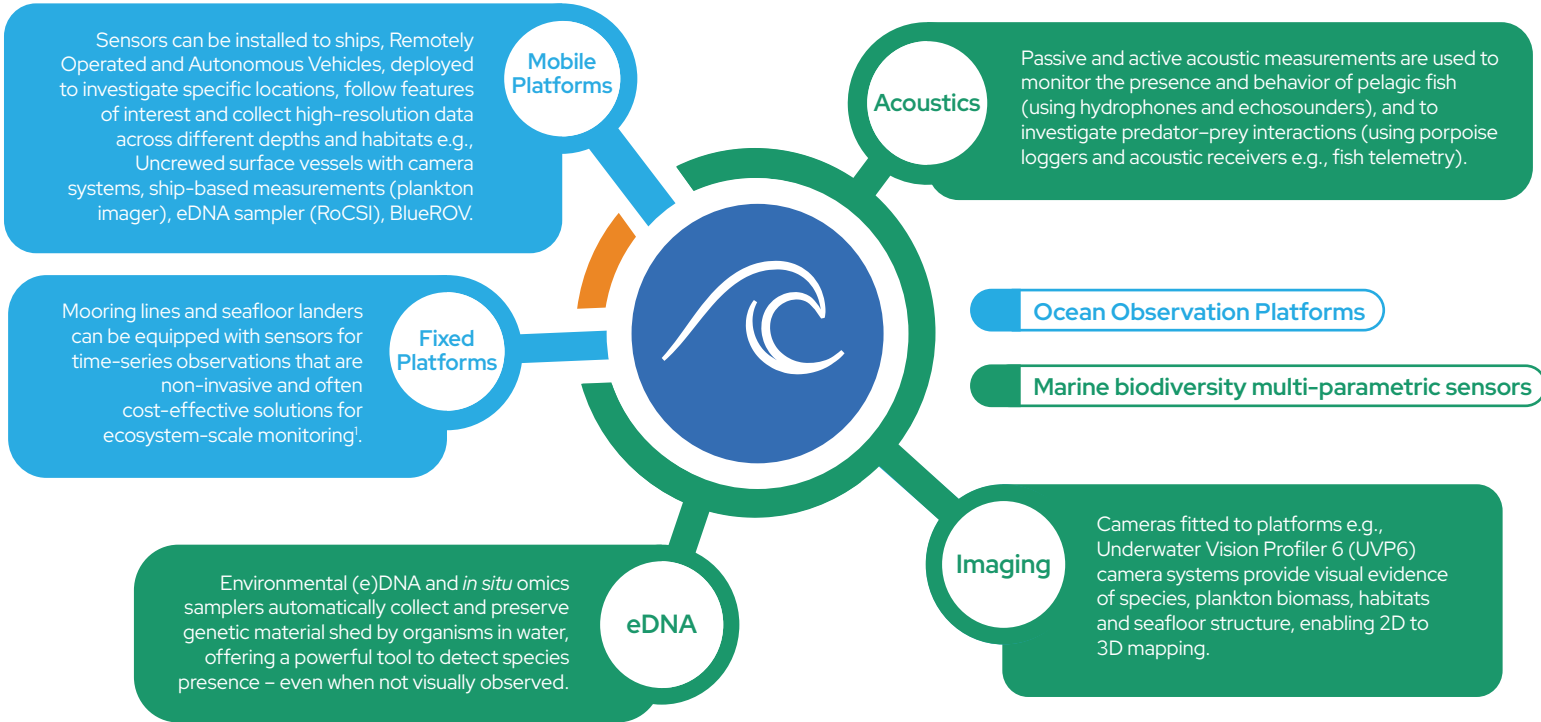 Mobile
Platforms
Sensors can be installed to ships, Remotely
Operated and Autonomous Vehicles, deployed
to investigate specific locations, follow features
of interest and collect high-resolution data
across different depths and habitats e.g.,
Uncrewed surface vessels with camera
systems, ship-based measurements (plankton
imager), eDNA sampler (RoCSI), BlueROV.
Acoustics
Passive and active acoustic measurements are used to
monitor the presence and behavior of pelagic fish
(using hydrophones and echosounders), and to
investigate predator–prey interactions (using porpoise
loggers and acoustic receivers e.g., fish telemetry).
Fixed
Platforms
Mooring lines and seafloor landers
can be equipped with sensors for
time-series observations that are
non-invasive and often
cost-effective solutions for
ecosystem-scale monitoring¹.
Ocean Observation Platforms
Marine biodiversity multi-parametric sensors
eDNA
Environmental (e)DNA and in situ omics
samplers automatically collect and preserve
genetic material shed by organisms in water,
offering a powerful tool to detect species
presence – even when not visually observed.
Imaging
Cameras fitted to platforms e.g.,
Underwater Vision Profiler 6 (UVP6)
camera systems provide visual evidence
of species, plankton biomass, habitats
and seafloor structure, enabling 2D to
3D mapping.